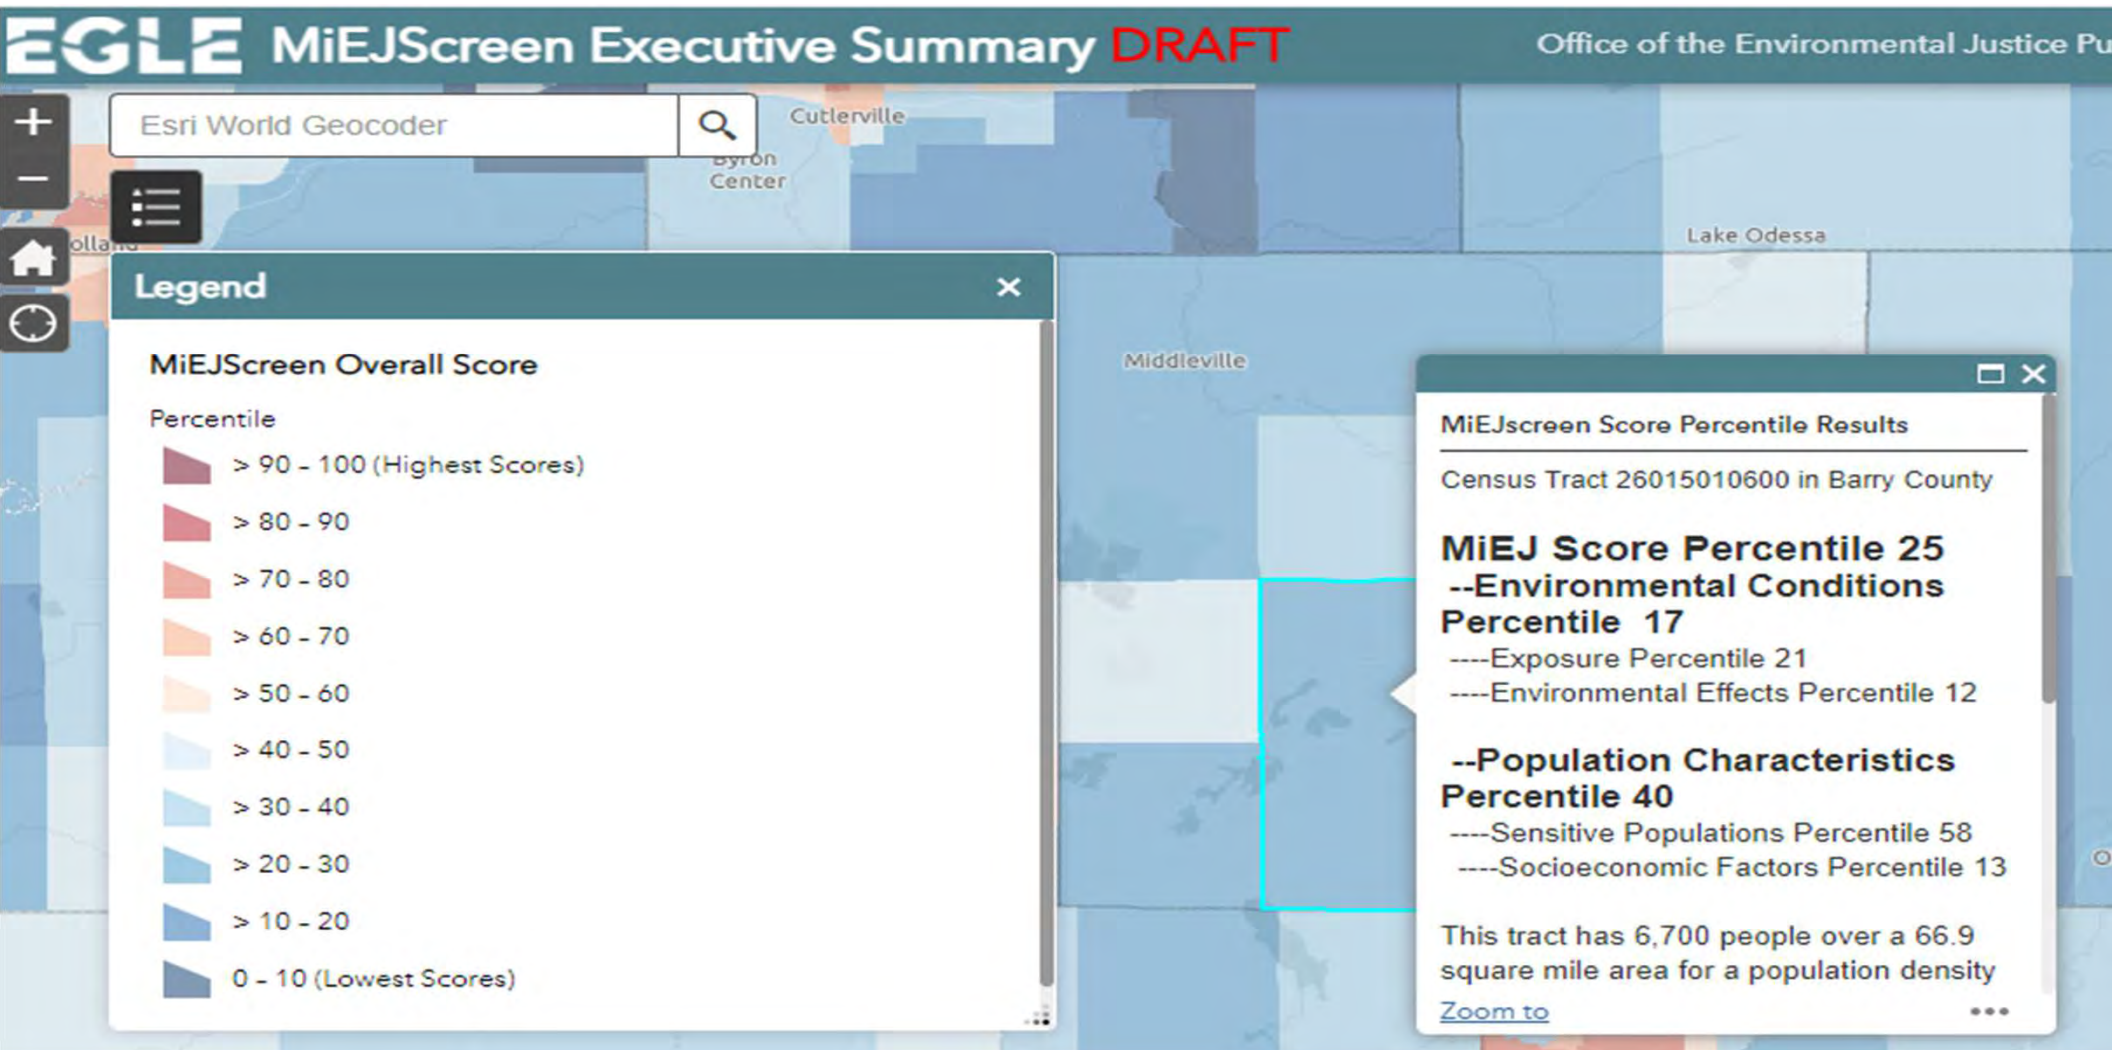 EGLE MiEJScreen Executive Summary DRAFT
Office of the Environmental Justice Pu
Esri World Geocoder
Cutlerville
Byron
Center
olland
Lake Odessa
Legend
MiEJScreen Overall Score
Percentile
> 90 - 100 (Highest Scores)
> 80 - 90
> 70 - 80
> 60 - 70
> 50 - 60
> 40 - 50
> 30 - 40
> 20 - 30
> 10 - 20
0 - 10 (Lowest Scores)
Middleville
MiEJscreen Score Percentile Results
Census Tract 26015010600 in Barry County
MiEJ Score Percentile 25
--Environmental Conditions
Percentile 17
----Exposure Percentile 21
----Environmental Effects Percentile 12
--Population Characteristics
Percentile 40
----Sensitive Populations Percentile 58
----Socioeconomic Factors Percentile 13
This tract has 6,700 people over a 66.9
square mile area for a population density
Zoom to
O